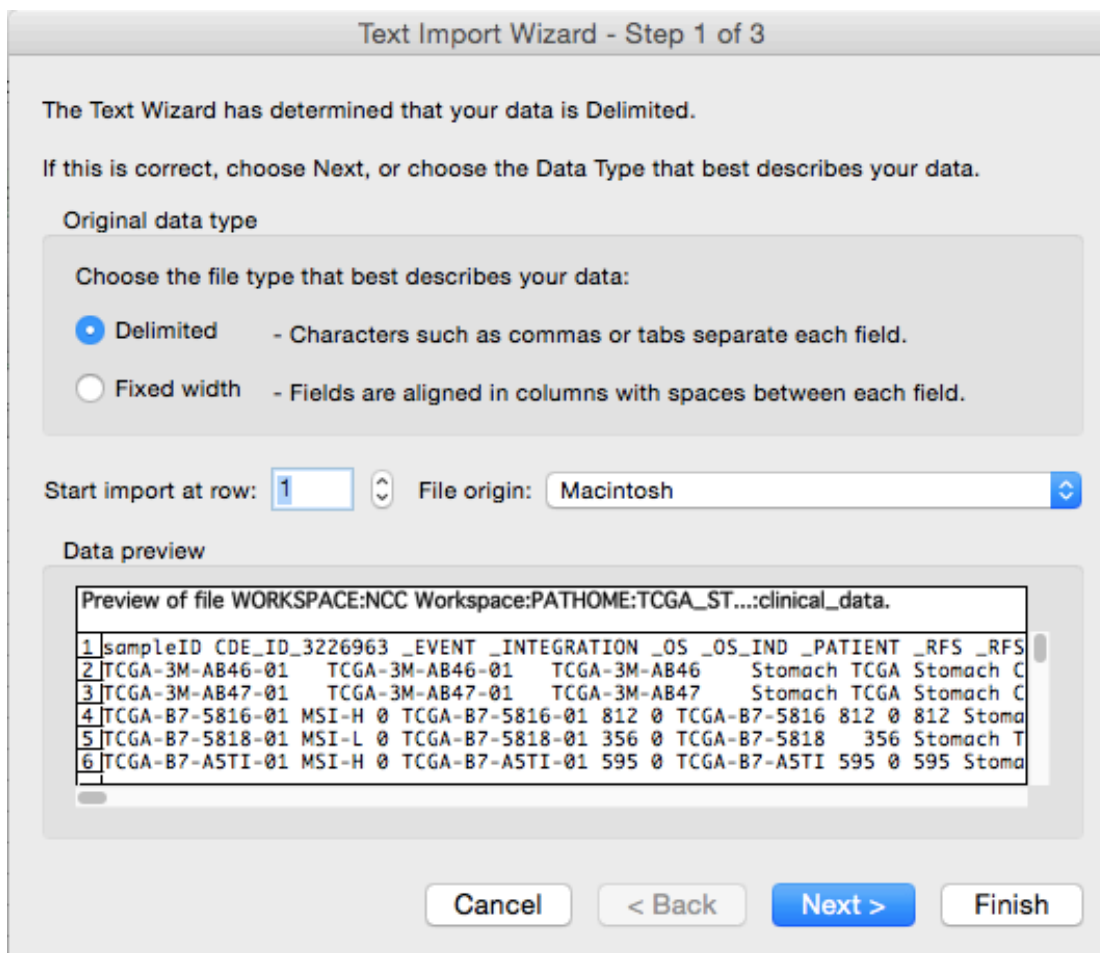 Text Import Wizard - Step 1 of 3
The Text Wizard has determined that your data is Delimited.
If this is correct, choose Next, or choose the Data Type that best describes your data.
Original data type
Choose the file type that best describes your data:
Delimited - Characters such as commas or tabs separate each field.
Fixed width - Fields are aligned in columns with spaces between each field.
Start import at row: 1 File origin: Macintosh
Data preview
Preview of file WORKSPACE:NCC Workspace:PATHOME:TCGA_ST...:clinical_data.
1 sampleID CDE_ID_3226963 _EVENT _INTEGRATION _OS _OS_IND _PATIENT _RFS _RFS
2 TCGA-3M-AB46-01 TCGA-3M-AB46-01 TCGA-3M-AB46 Stomach TCGA Stomach C
3 TCGA-3M-AB47-01 TCGA-3M-AB47-01 TCGA-3M-AB47 Stomach TCGA Stomach C
4 TCGA-B7-5816-01 MSI-H 0 TCGA-B7-5816-01 812 0 TCGA-B7-5816 812 0 812 Stoma
5 TCGA-B7-5818-01 MSI-L 0 TCGA-B7-5818-01 356 0 TCGA-B7-5818 356 Stomach T
6 TCGA-B7-A5TI-01 MSI-H 0 TCGA-B7-A5TI-01 595 0 TCGA-B7-A5TI 595 0 595 Stoma
Cancel < Back Next > Finish